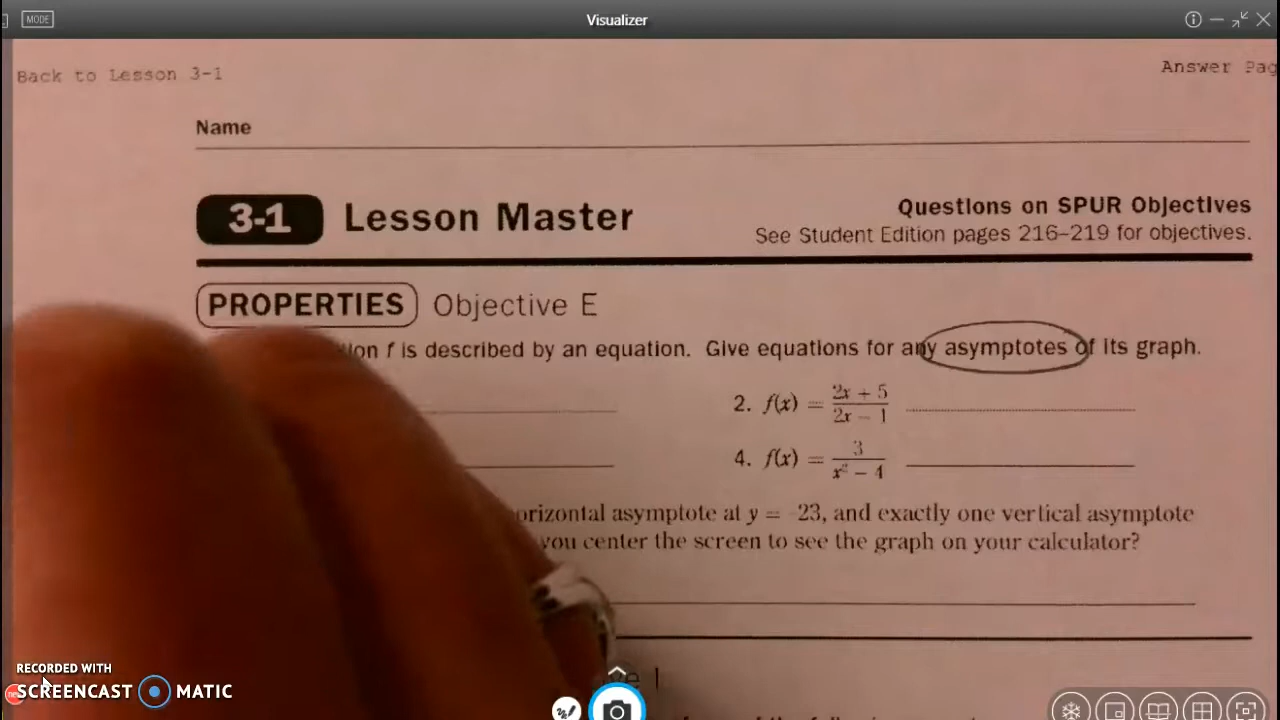 MODE
Visualizer
Back to Lesson 3-1
Answer Pag
Name
3-1 Lesson Master
Questions on SPUR Objectives
See Student Edition pages 216–219 for objectives.
PROPERTIES Objective E
f is described by an equation. Give equations for any asymptotes of its graph.
2. f(x) = 2x + 5 / 2x − 1
4. f(x) = 3 / x² − 4
horizontal asymptote at y = 23, and exactly one vertical asymptote
you center the screen to see the graph on your calculator?
RECORDED WITH
SCREENCAST MATIC